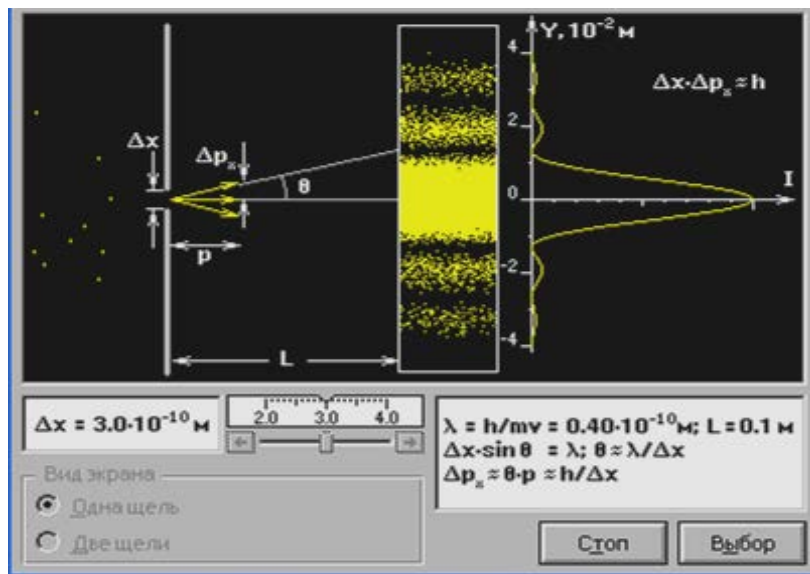 Y, 10⁻² м
4
Δx·Δpₓ ≈ h
Δx
Δpₓ
2
θ
0
I
p
-2
-4
L
Δx = 3.0·10⁻¹⁰ м
2.0 3.0 4.0
λ = h/mv = 0.40·10⁻¹⁰м; L = 0.1 м
Δx·sin θ = λ; θ ≈ λ/Δx
Δpₓ ≈ θ·p ≈ h/Δx
Вид экрана
Одна щель
Две щели
Стоп
Выбор